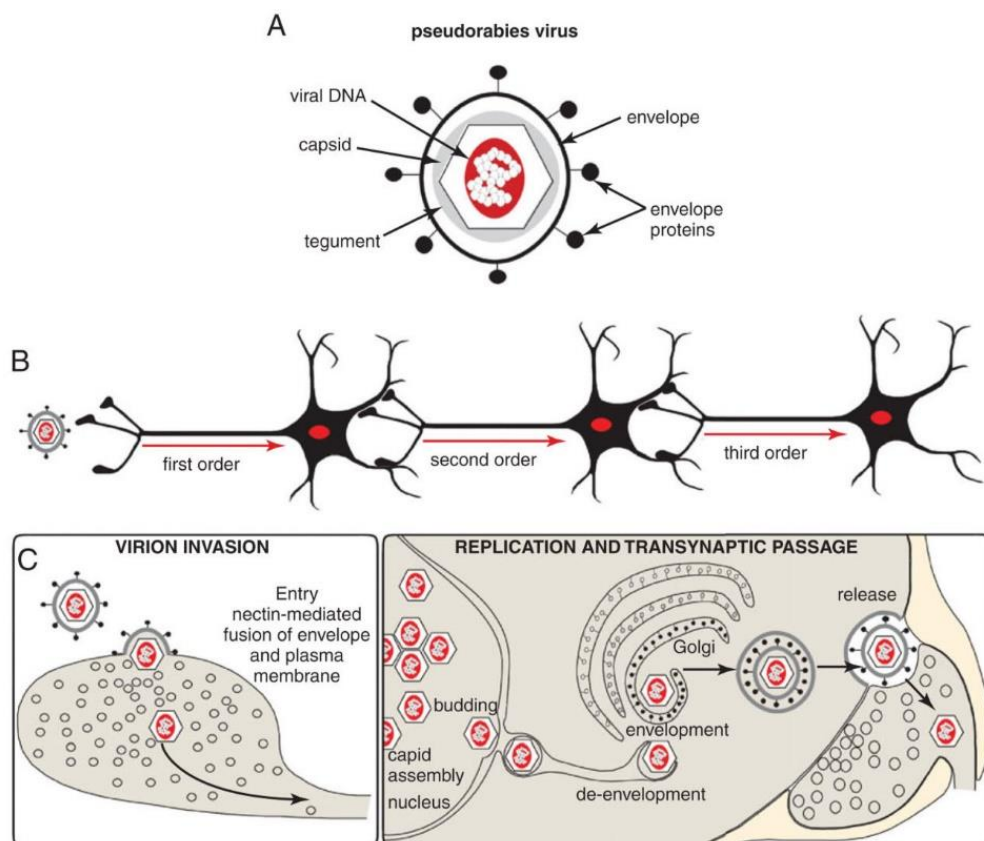 A
pseudorabies virus
viral DNA
envelope
capsid
envelope
proteins
tegument
B
first order
second order
third order
C
VIRION INVASION
Entry
nectin-mediated
fusion of envelope
and plasma
membrane
REPLICATION AND TRANSYNAPTIC PASSAGE
release
Golgi
budding
envelopment
capid
assembly
de-envelopment
nucleus